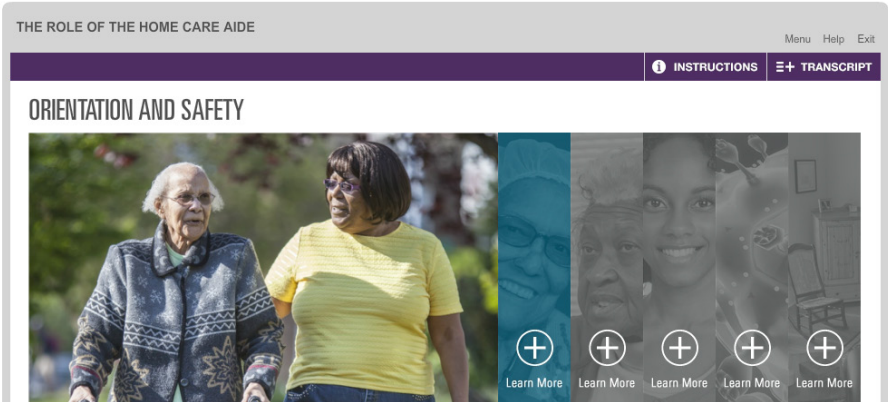 THE ROLE OF THE HOME CARE AIDE
Menu Help Exit
INSTRUCTIONS TRANSCRIPT
ORIENTATION AND SAFETY
Learn More Learn More Learn More Learn More Learn More